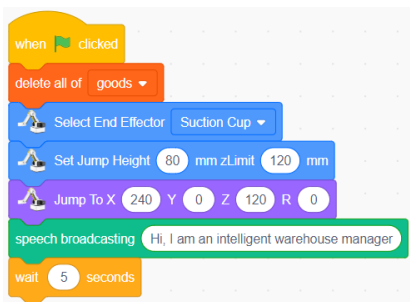 when clicked
delete all of goods
Select End Effector Suction Cup
Set Jump Height 80 mm zLimit 120 mm
Jump To X 240 Y 0 Z 120 R 0
speech broadcasting Hi, I am an intelligent warehouse manager
wait 5 seconds